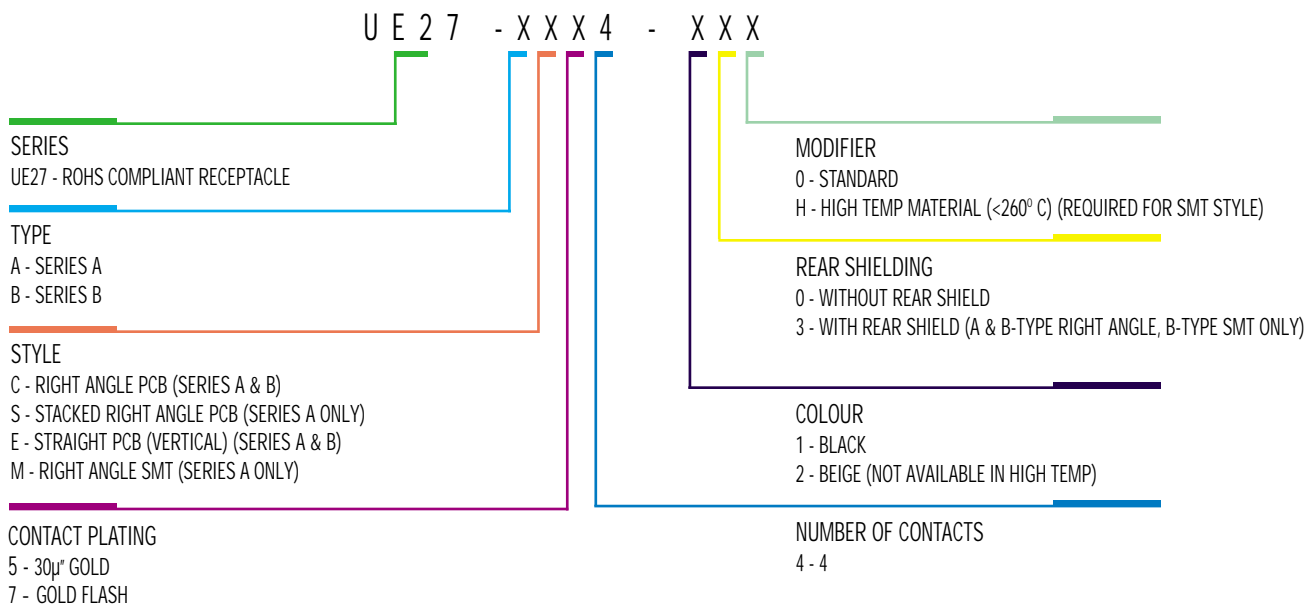 UE27 -XXX4 - XXX
SERIES
UE27 - ROHS COMPLIANT RECEPTACLE
TYPE
A - SERIES A
B - SERIES B
STYLE
C - RIGHT ANGLE PCB (SERIES A & B)
S - STACKED RIGHT ANGLE PCB (SERIES A ONLY)
E - STRAIGHT PCB (VERTICAL) (SERIES A & B)
M - RIGHT ANGLE SMT (SERIES A ONLY)
CONTACT PLATING
5 - 30µ" GOLD
7 - GOLD FLASH
MODIFIER
0 - STANDARD
H - HIGH TEMP MATERIAL (<260⁰ C) (REQUIRED FOR SMT STYLE)
REAR SHIELDING
0 - WITHOUT REAR SHIELD
3 - WITH REAR SHIELD (A & B-TYPE RIGHT ANGLE, B-TYPE SMT ONLY)
COLOUR
1 - BLACK
2 - BEIGE (NOT AVAILABLE IN HIGH TEMP)
NUMBER OF CONTACTS
4 - 4